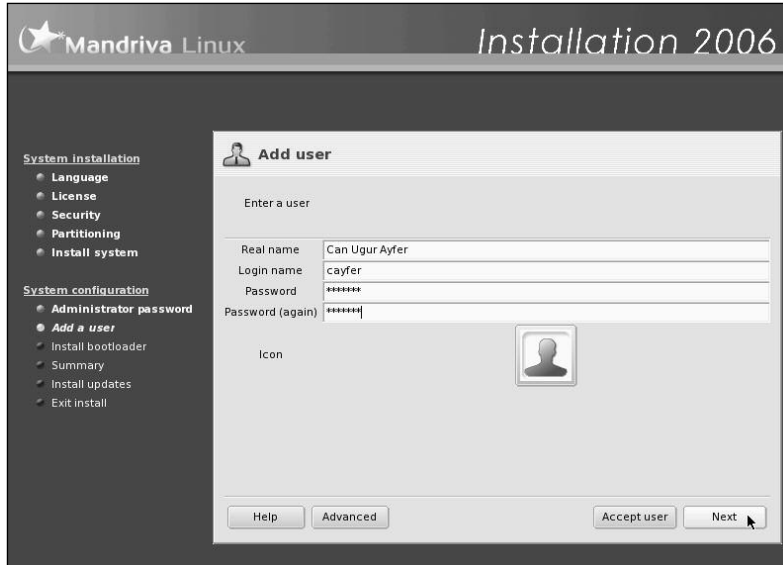 Mandriva Linux
Installation 2006
System installation
Language
License
Security
Partitioning
Install system
System configuration
Administrator password
Add a user
Install bootloader
Summary
Install updates
Exit install
Add user
Enter a user
Real name Can Ugur Ayfer
Login name cayfer
Password *******
Password (again) *******
Icon
Help Advanced Accept user Next